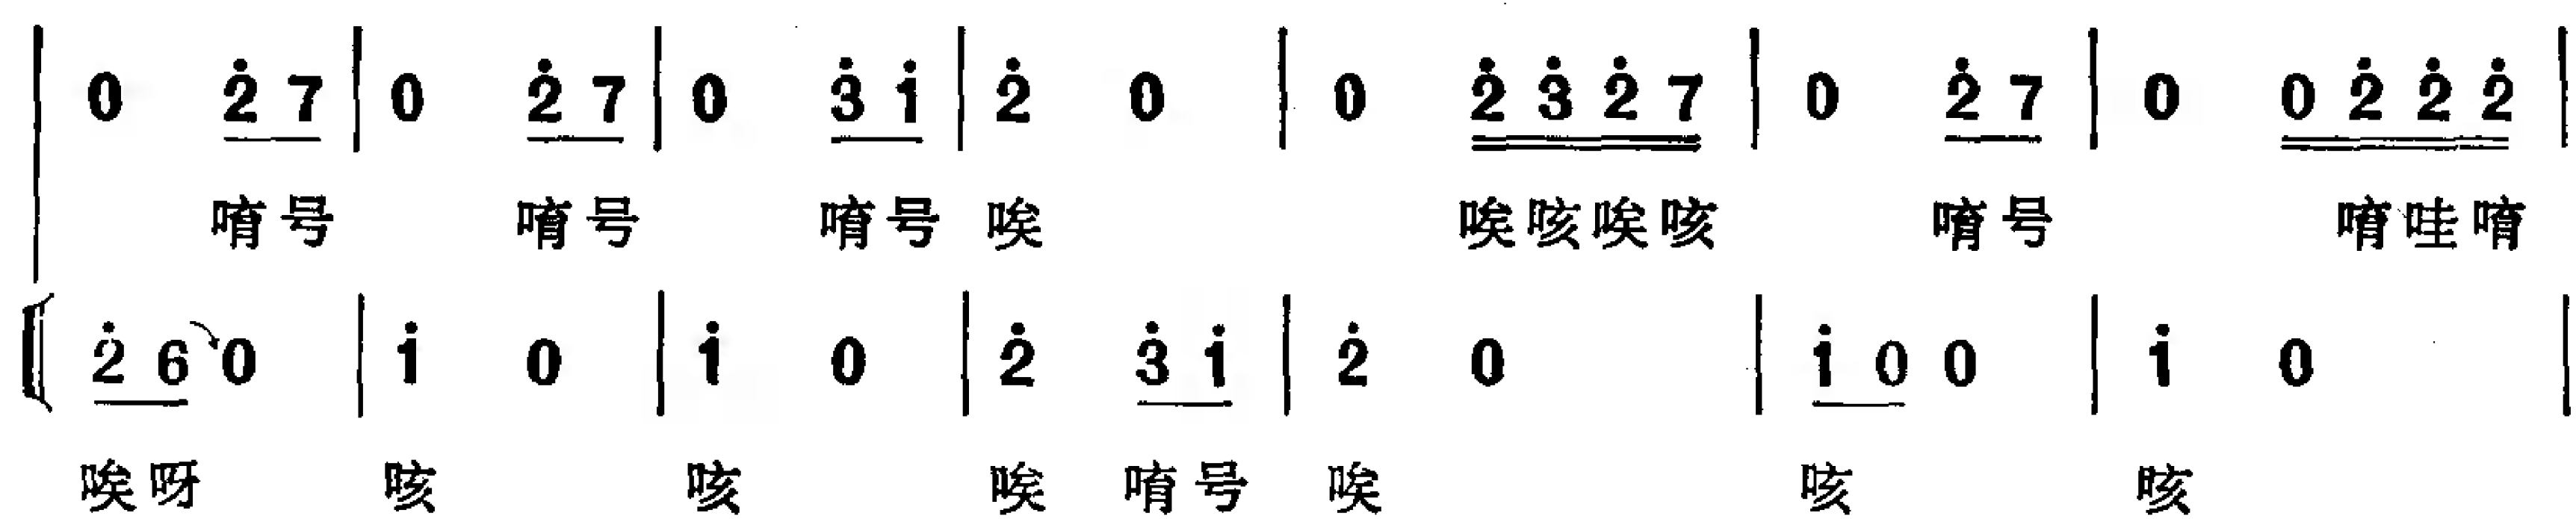 0 2̇ 7 | 0 2̇ 7 | 0 3̇ 1̇ | 2̇ 0 | 0 2̇ 3̇ 2̇ 7 | 0 2̇ 7 | 0 0 2̇ 2̇ 2̇ |
唷号 唷号 唷号 唉 唉咳唉咳 唷号 唷哇唷
2̇ 6 0 | 1̇ 0 | 1̇ 0 | 2̇ 3̇ 1̇ | 2̇ 0 | 1̇ 0 0 | 1̇ 0 |
唉呀 咳 咳 唉 唷号 唉 咳 咳